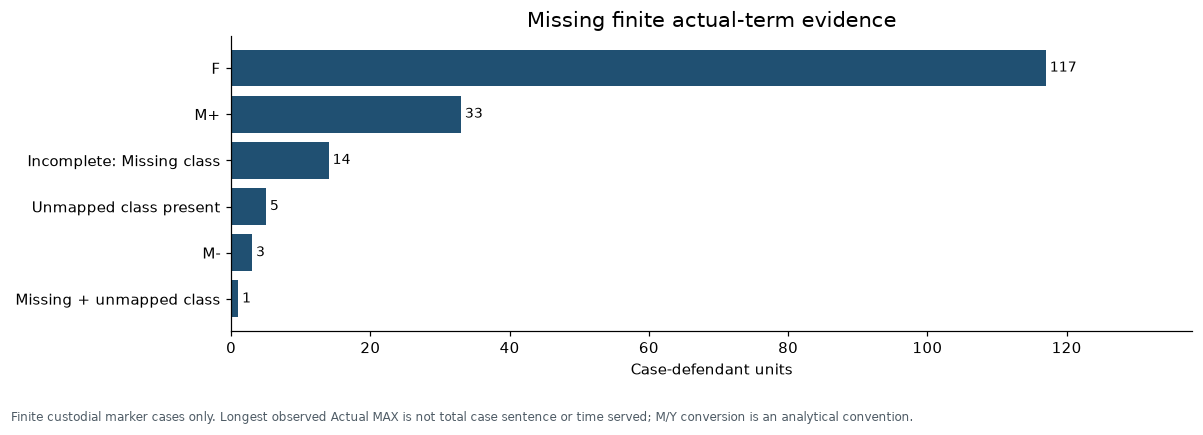 Missing finite actual-term evidence
F
117
M+
33
Incomplete: Missing class
14
Unmapped class present
5
M-
3
Missing + unmapped class
1
0 20 40 60 80 100 120
Case-defendant units
Finite custodial marker cases only. Longest observed Actual MAX is not total case sentence or time served; M/Y conversion is an analytical convention.